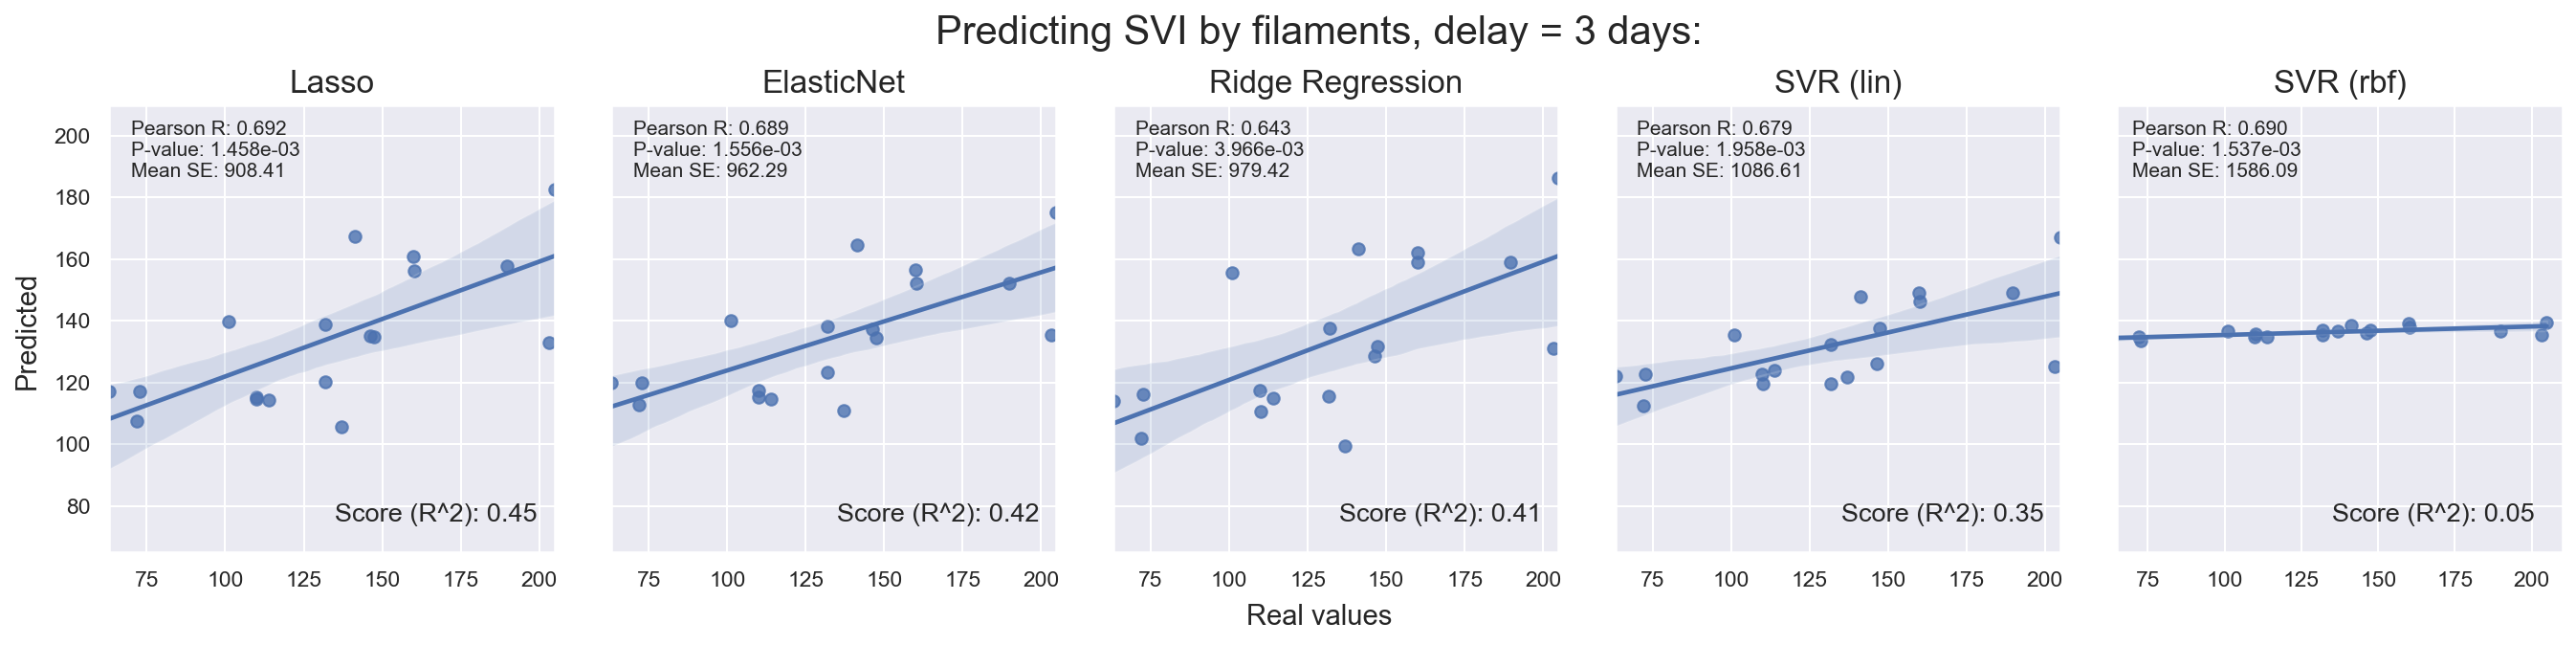 Predicting SVI by filaments, delay = 3 days:
Lasso
Pearson R: 0.692
P-value: 1.458e-03
Mean SE: 908.41
Score (R^2): 0.45
200
180
160
140
120
100
80
Predicted
75 100 125 150 175 200
ElasticNet
Pearson R: 0.689
P-value: 1.556e-03
Mean SE: 962.29
Score (R^2): 0.42
75 100 125 150 175 200
Ridge Regression
Pearson R: 0.643
P-value: 3.966e-03
Mean SE: 979.42
Score (R^2): 0.41
75 100 125 150 175 200
Real values
SVR (lin)
Pearson R: 0.679
P-value: 1.958e-03
Mean SE: 1086.61
Score (R^2): 0.35
75 100 125 150 175 200
SVR (rbf)
Pearson R: 0.690
P-value: 1.537e-03
Mean SE: 1586.09
Score (R^2): 0.05
75 100 125 150 175 200